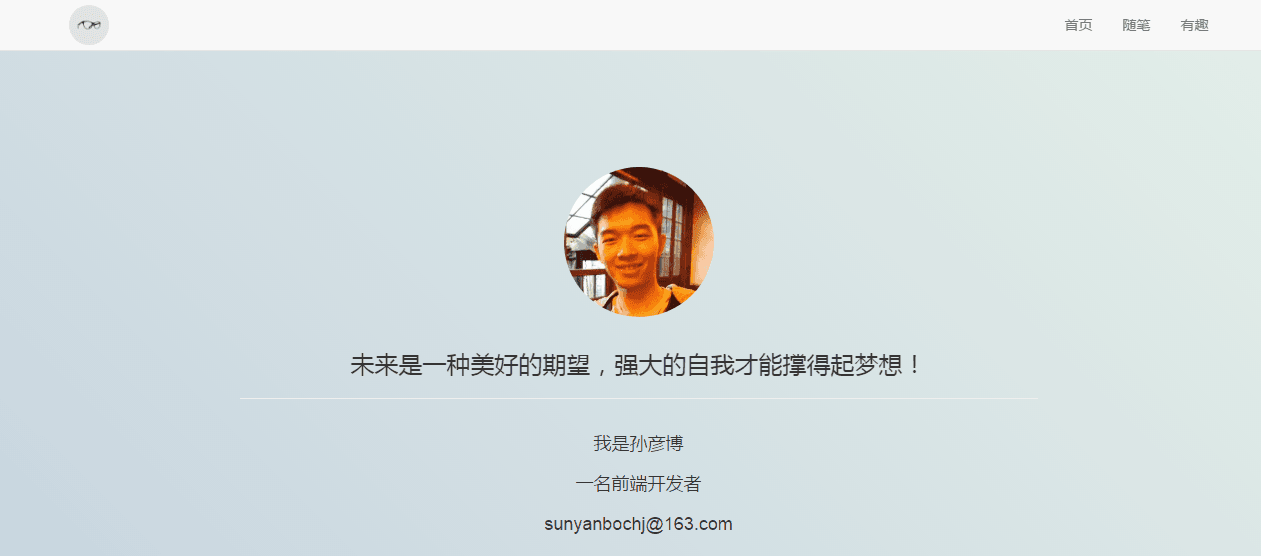 首页 随笔 有趣
未来是一种美好的期望，强大的自我才能撑得起梦想！
我是孙彦博
一名前端开发者
sunyanbochj@163.com